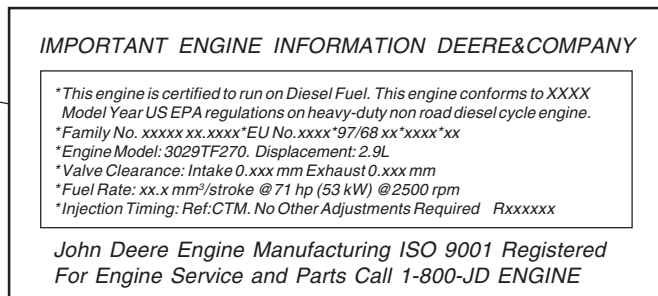 IMPORTANT ENGINE INFORMATION DEERE&COMPANY
*This engine is certified to run on Diesel Fuel. This engine conforms to XXXX
Model Year US EPA regulations on heavy-duty non road diesel cycle engine.
*Family No. xxxxx xx.xxxx*EU No.xxxx*97/68 xx*xxxx*xx
*Engine Model: 3029TF270. Displacement: 2.9L
*Valve Clearance: Intake 0.xxx mm Exhaust 0.xxx mm
*Fuel Rate: xx.x mm³/stroke @ 71 hp (53 kW) @2500 rpm
*Injection Timing: Ref:CTM. No Other Adjustments Required Rxxxxxx
John Deere Engine Manufacturing ISO 9001 Registered
For Engine Service and Parts Call 1-800-JD ENGINE